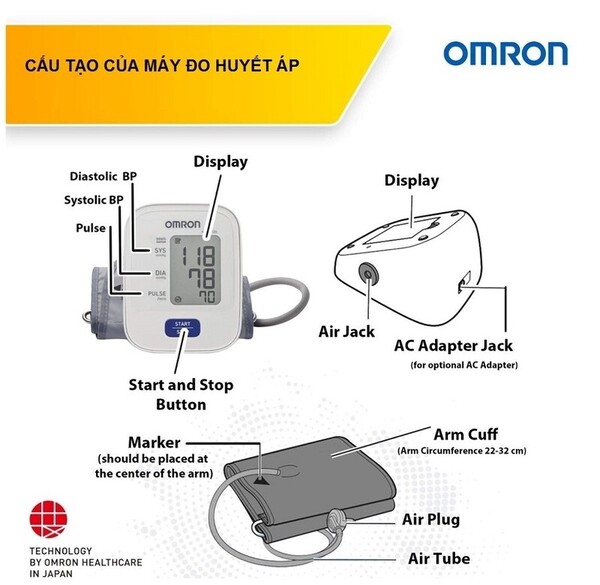 CẤU TẠO CỦA MÁY ĐO HUYẾT ÁP
OMRON
Display
Diastolic BP
Systolic BP
Pulse
OMRON
SYS
mmHg
118
DIA
mmHg
78
PULSE
70
START
STOP
Start and Stop
Button
Display
Air Jack
AC Adapter Jack
(for optional AC Adapter)
Marker
(should be placed at
the center of the arm)
Arm Cuff
(Arm Circumference 22-32 cm)
Air Plug
Air Tube
TECHNOLOGY
BY OMRON HEALTHCARE
IN JAPAN